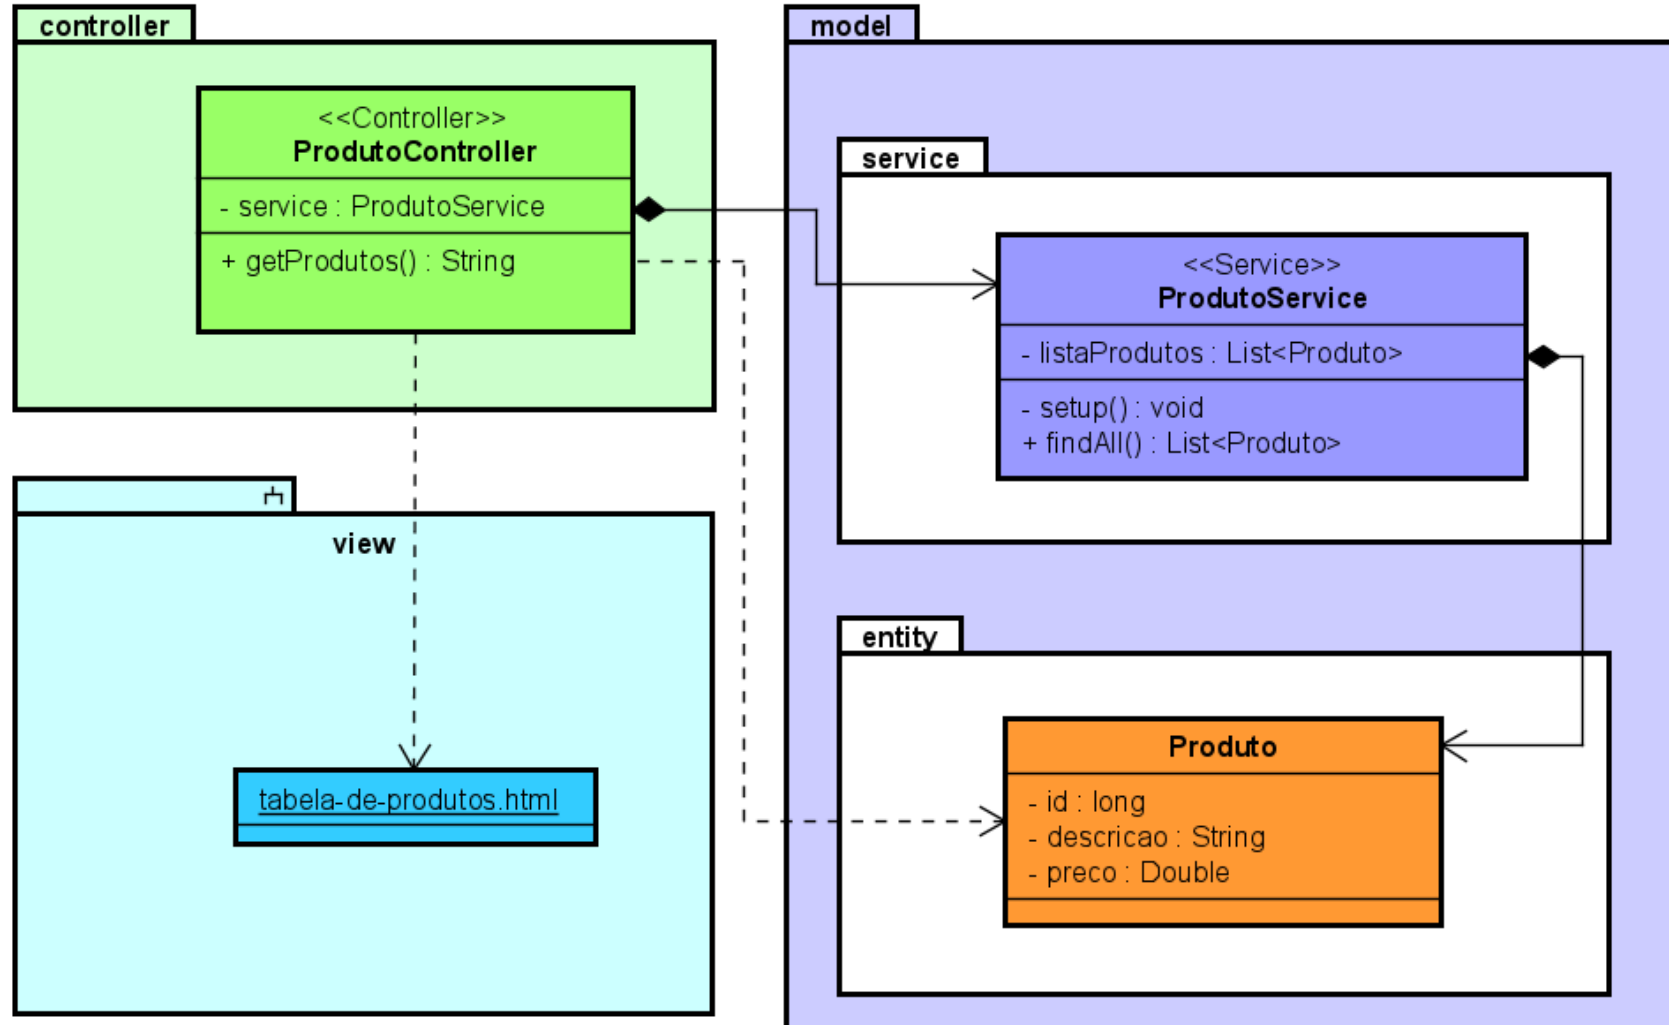 controller
<<Controller>>
ProdutoController
- service : ProdutoService
+ getProdutos() : String
view
tabela-de-produtos.html
model
service
<<Service>>
ProdutoService
- listaProdutos : List<Produto>
- setup() : void
+ findAll() : List<Produto>
entity
Produto
- id : long
- descricao : String
- preco : Double